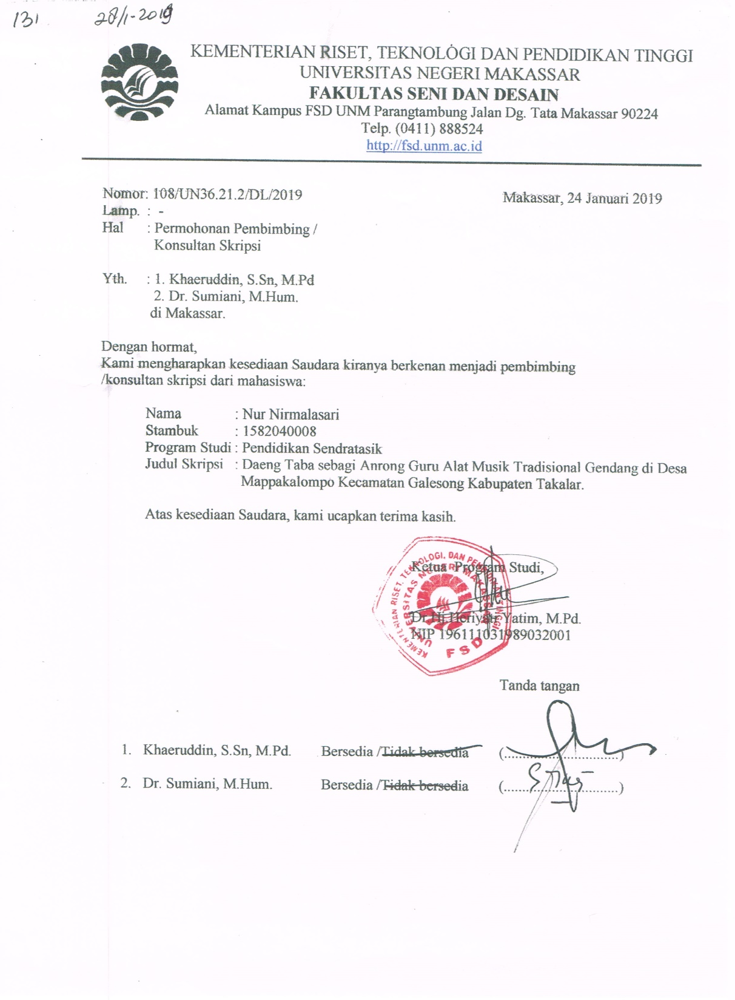 131 28/1-2019
KEMENTERIAN RISET, TEKNOLOGI DAN PENDIDIKAN TINGGI
UNIVERSITAS NEGERI MAKASSAR
FAKULTAS SENI DAN DESAIN
Alamat Kampus FSD UNM Parangtambung Jalan Dg. Tata Makassar 90224
Telp. (0411) 888524
http://fsd.unm.ac.id
Nomor: 108/UN36.21.2/DL/2019 Makassar, 24 Januari 2019
Lamp. : -
Hal : Permohonan Pembimbing /
Konsultan Skripsi
Yth. : 1. Khaeruddin, S.Sn, M.Pd
2. Dr. Sumiani, M.Hum.
di Makassar.
Dengan hormat,
Kami mengharapkan kesediaan Saudara kiranya berkenan menjadi pembimbing
/konsultan skripsi dari mahasiswa:
Nama : Nur Nirmalasari
Stambuk : 1582040008
Program Studi : Pendidikan Sendratasik
Judul Skripsi : Daeng Taba sebagi Anrong Guru Alat Musik Tradisional Gendang di Desa
Mappakalompo Kecamatan Galesong Kabupaten Takalar.
Atas kesediaan Saudara, kami ucapkan terima kasih.
Ketua Program Studi,
Dr.Hj.Heriyati Yatim, M.Pd.
NIP 196111031989032001
KEMENTERIAN RISET, TEKNOLOGI, DAN PENDIDIKAN TINGGI
UNIVERSITAS NEGERI MAKASSAR
FSD
Tanda tangan
1. Khaeruddin, S.Sn, M.Pd. Bersedia /Tidak bersedia (................................)
2. Dr. Sumiani, M.Hum. Bersedia /Tidak bersedia (................................)